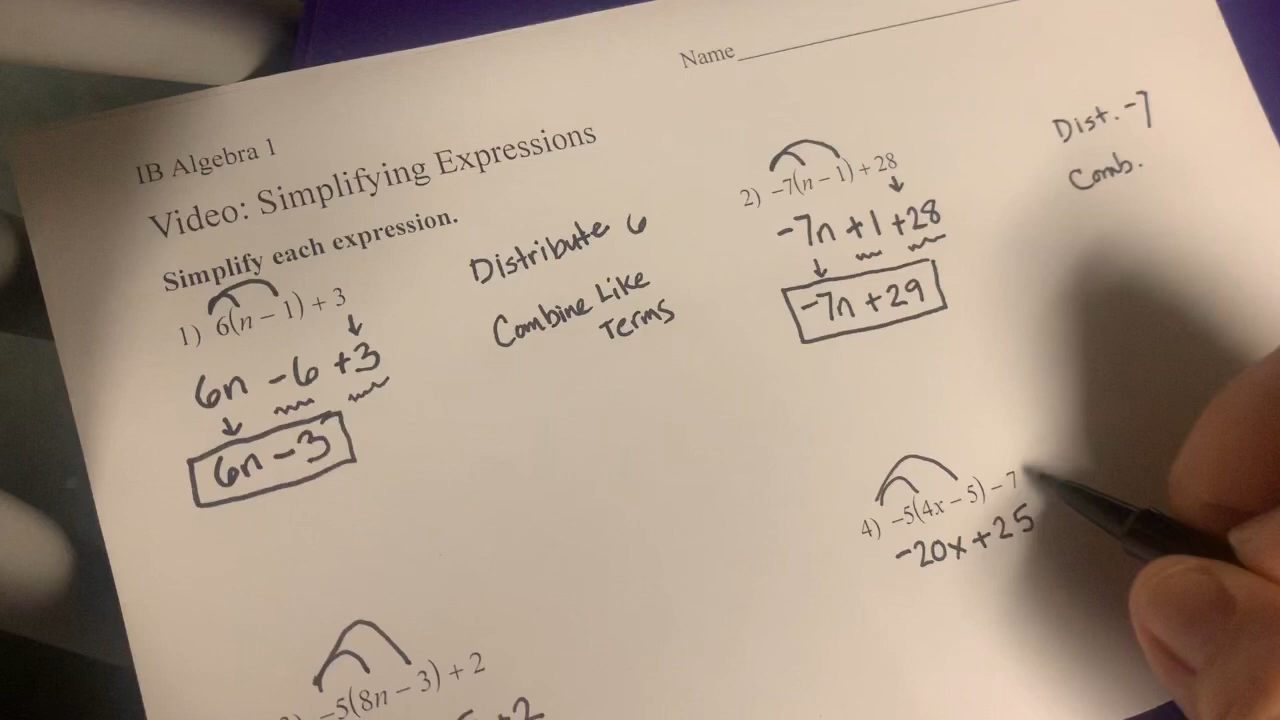 Name
IB Algebra 1
Video: Simplifying Expressions
Simplify each expression.
1) 6(n − 1) + 3
6n − 6 + 3
6n − 3
Distribute 6
Combine Like
Terms
2) −7(n − 1) + 28
−7n + 1 + 28
−7n + 29
Dist. −7
Comb.
4) −5(4x − 5) − 7
−20x + 25
−5(8n − 3) + 2
+ 2